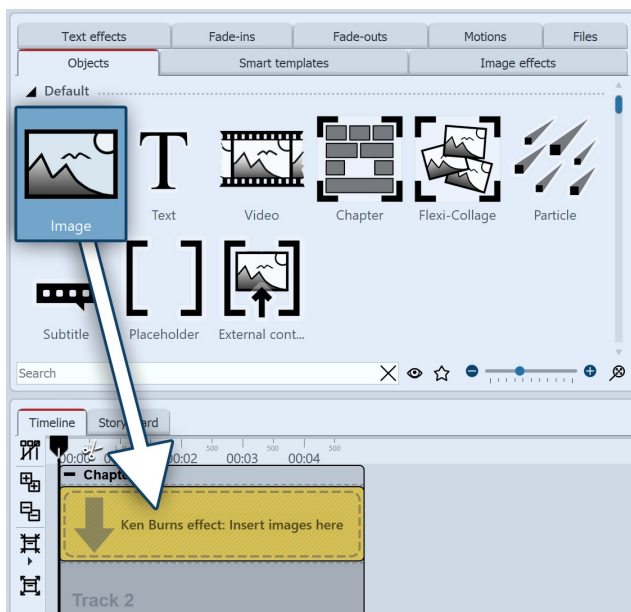 Text effects Fade-ins Fade-outs Motions Files
Objects Smart templates Image effects
Default
Image Text Video Chapter Flexi-Collage Particle
Subtitle Placeholder External cont...
Search
Timeline
500 500 500
00:02 00:03 00:04
Ken Burns effect: Insert images here
Track 2